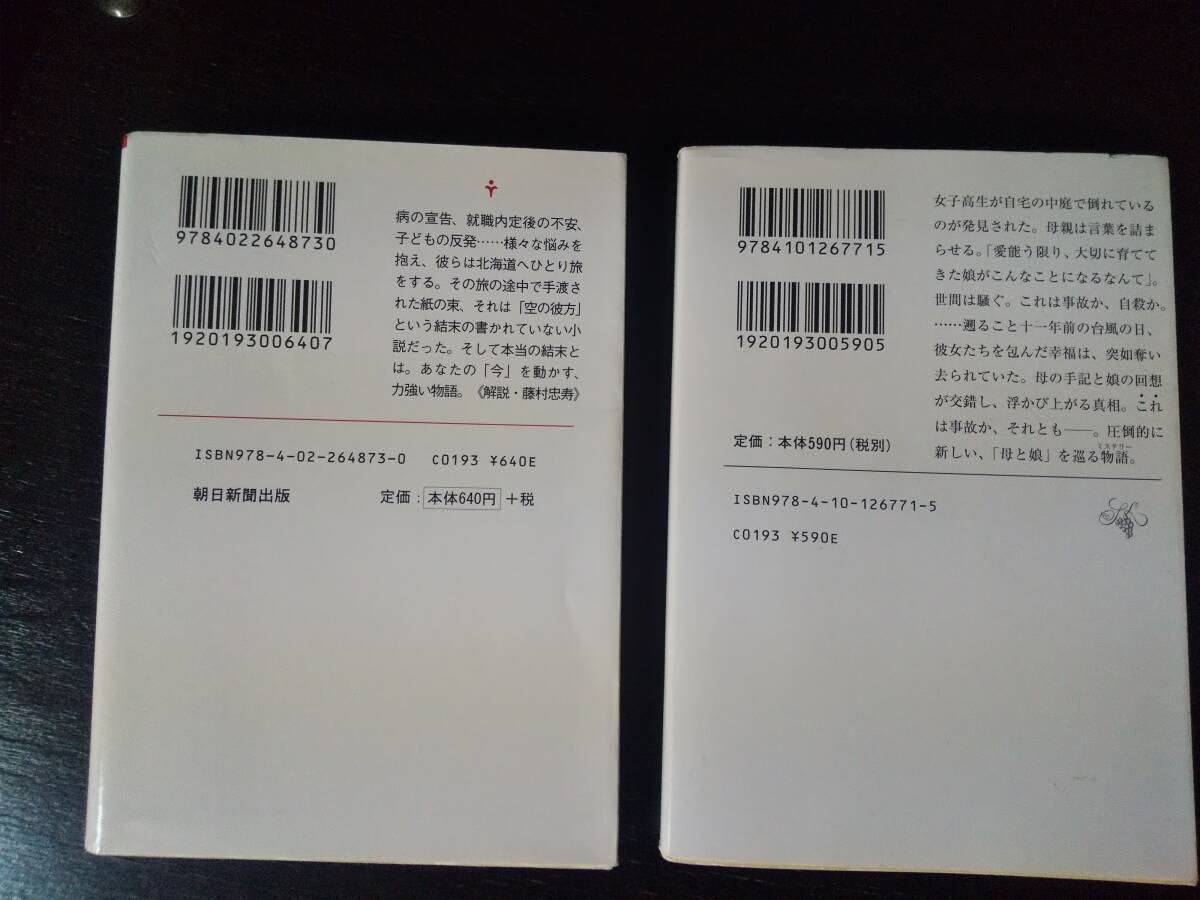 9784022648730
1920193006407
病の宣告、就職内定後の不安、
子どもの反発……様々な悩みを
抱え、彼らは北海道へひとり旅
をする。その旅の途中で手渡さ
れた紙の束、それは「空の彼方」
という結末の書かれていない小
説だった。そして本当の結末と
は。あなたの「今」を動かす、
力強い物語。《解説・藤村忠寿》
ISBN978-4-02-264873-0 C0193 ¥640E
朝日新聞出版 定価：本体640円＋税
9784101267715
1920193005905
女子高生が自宅の中庭で倒れている
のが発見された。母親は言葉を詰ま
らせる。「愛能う限り、大切に育てて
きた娘がこんなことになるなんて」。
世間は騒ぐ。これは事故か、自殺か。
……遡ること十一年前の台風の日、
彼女たちを包んだ幸福は、突如奪い
去られていた。母の手記と娘の回想
が交錯し、浮かび上がる真相。これ
は事故か、それとも――。圧倒的に
新しい、「母と娘」を巡る物語。
ミステリー
定価：本体590円（税別）
ISBN978-4-10-126771-5
C0193 ¥590E